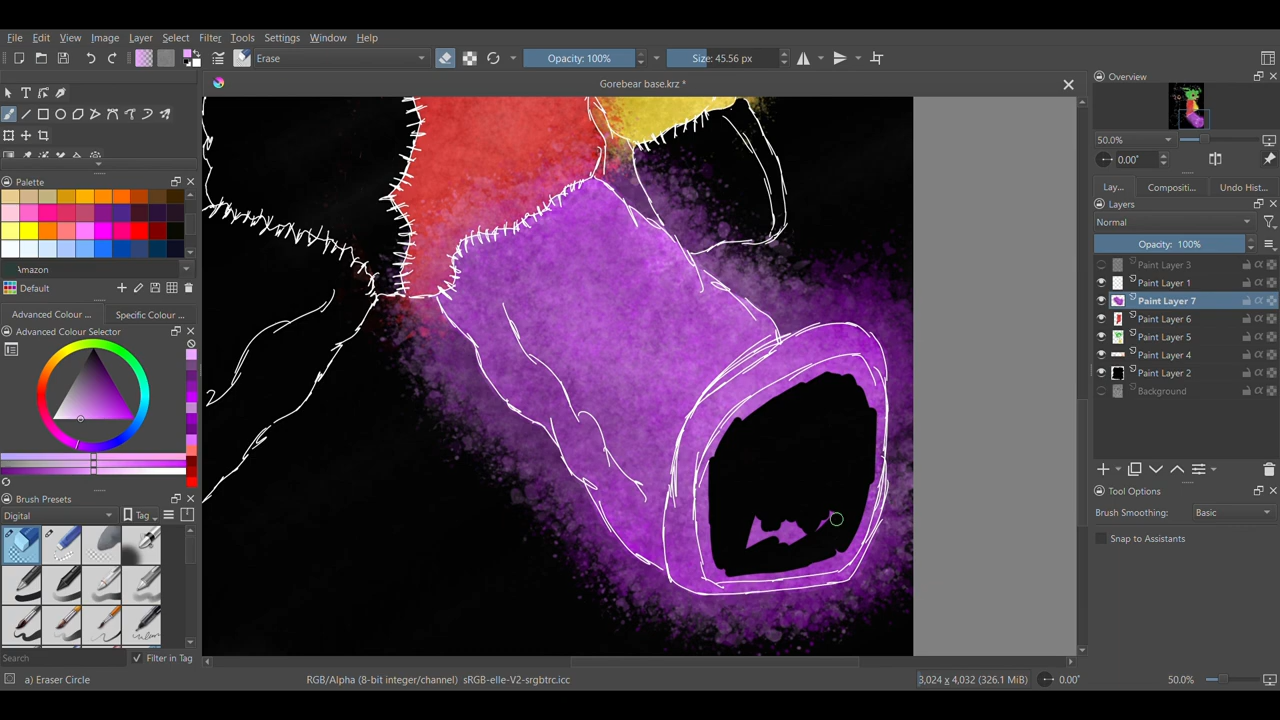 File Edit View Image Layer Select Filter Tools Settings Window Help
Erase Opacity: 100% Size: 45.56 px
Gorebear base.krz *
Overview
50.0%
0.00°
Lay... Compositi... Undo Hist...
Layers
Normal
Opacity: 100%
Paint Layer 3
Paint Layer 1
Paint Layer 7
Paint Layer 6
Paint Layer 5
Paint Layer 4
Paint Layer 2
Background
Tool Options
Brush Smoothing: Basic
Snap to Assistants
Palette
Amazon
Default
Advanced Colour ... Specific Colour ...
Advanced Colour Selector
Brush Presets
Digital Tag
Search Filter in Tag
a) Eraser Circle RGB/Alpha (8-bit integer/channel) sRGB-elle-V2-srgbtrc.icc 3,024 x 4,032 (326.1 MiB) 0.00° 50.0%